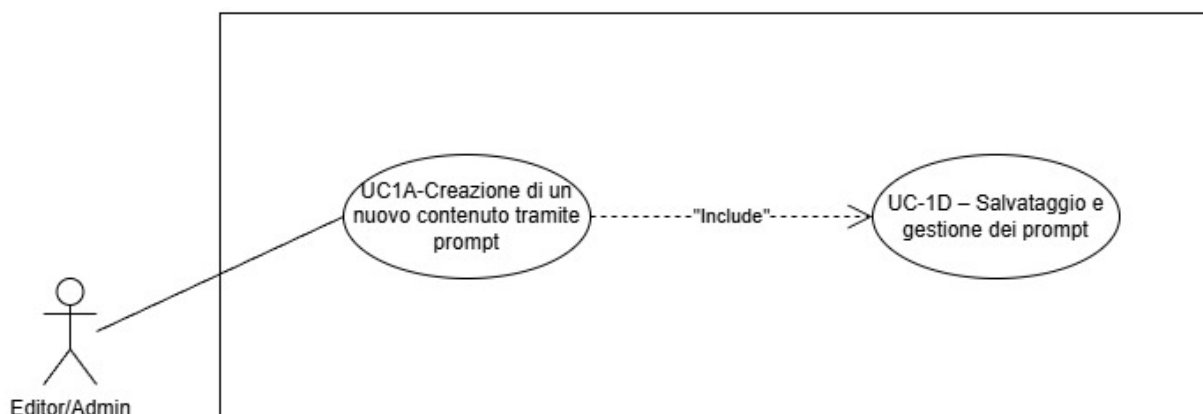 UC1A-Creazione di un
nuovo contenuto tramite
prompt
"Include"
UC-1D – Salvataggio e
gestione dei prompt
Editor/Admin